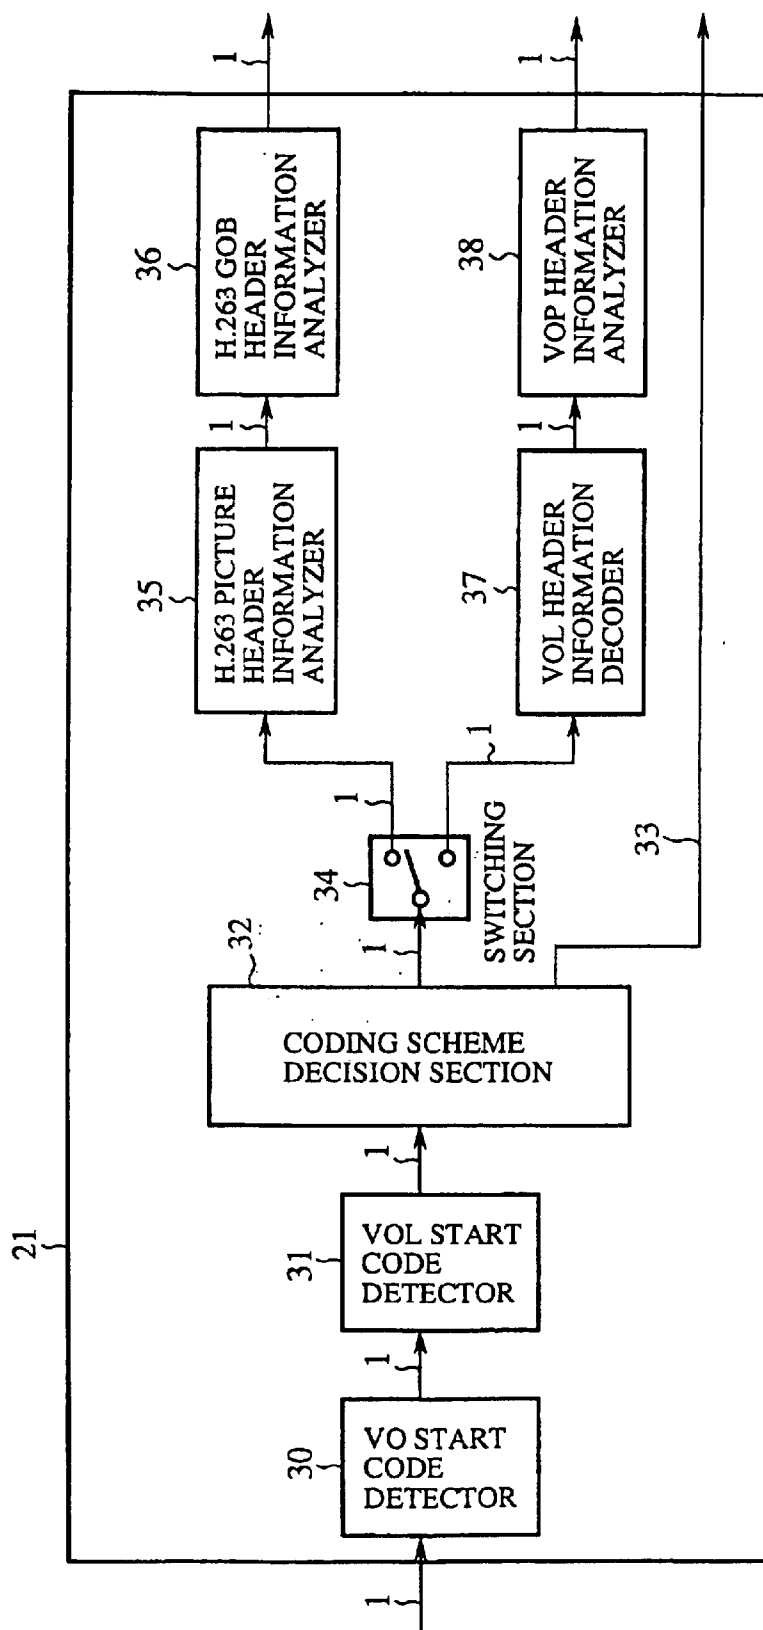 21
1
30
VO START
CODE
DETECTOR
1
31
VOL START
CODE
DETECTOR
1
32
CODING SCHEME
DECISION SECTION
1
34
SWITCHING
SECTION
1
35
H.263 PICTURE
HEADER
INFORMATION
ANALYZER
1
36
H.263 GOB
HEADER
INFORMATION
ANALYZER
1
1
37
VOL HEADER
INFORMATION
DECODER
1
38
VOP HEADER
INFORMATION
ANALYZER
1
33